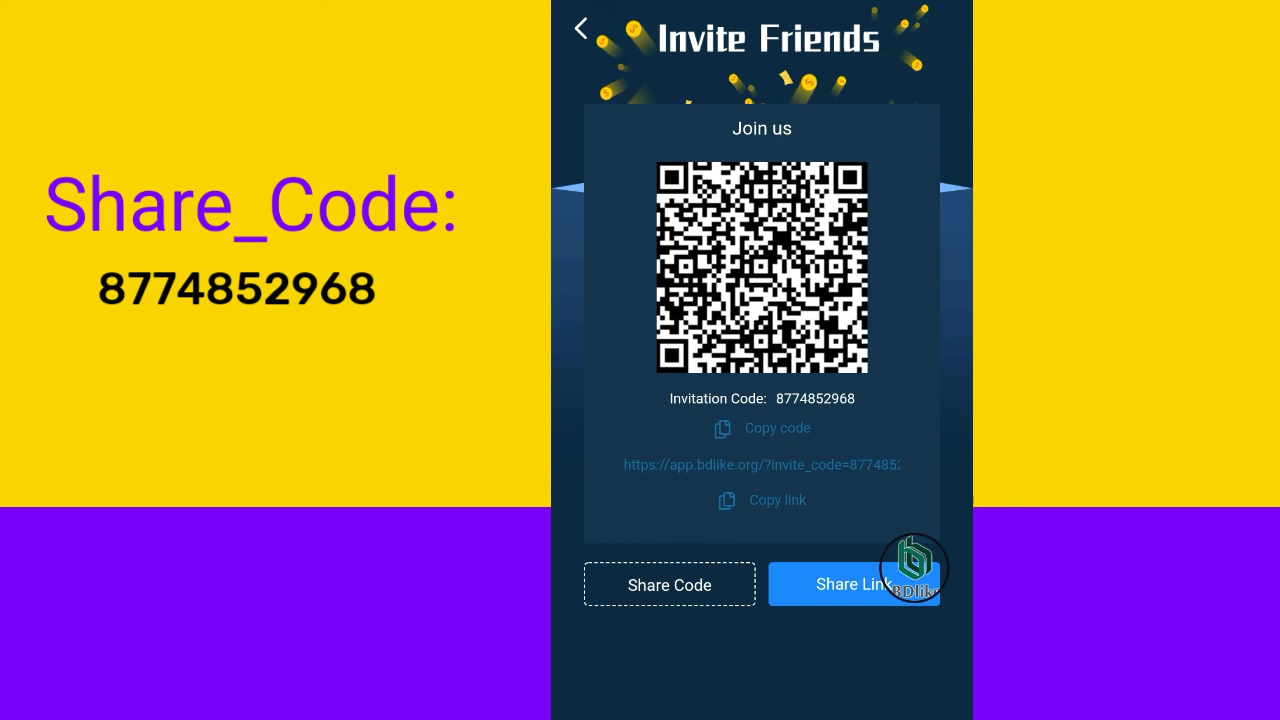 Invite Friends
Join us
Share_Code:
8774852968
Invitation Code: 8774852968
Copy code
https://app.bdlike.org/?invite_code=877485
Copy link
Share Code
Share Link
BDlike